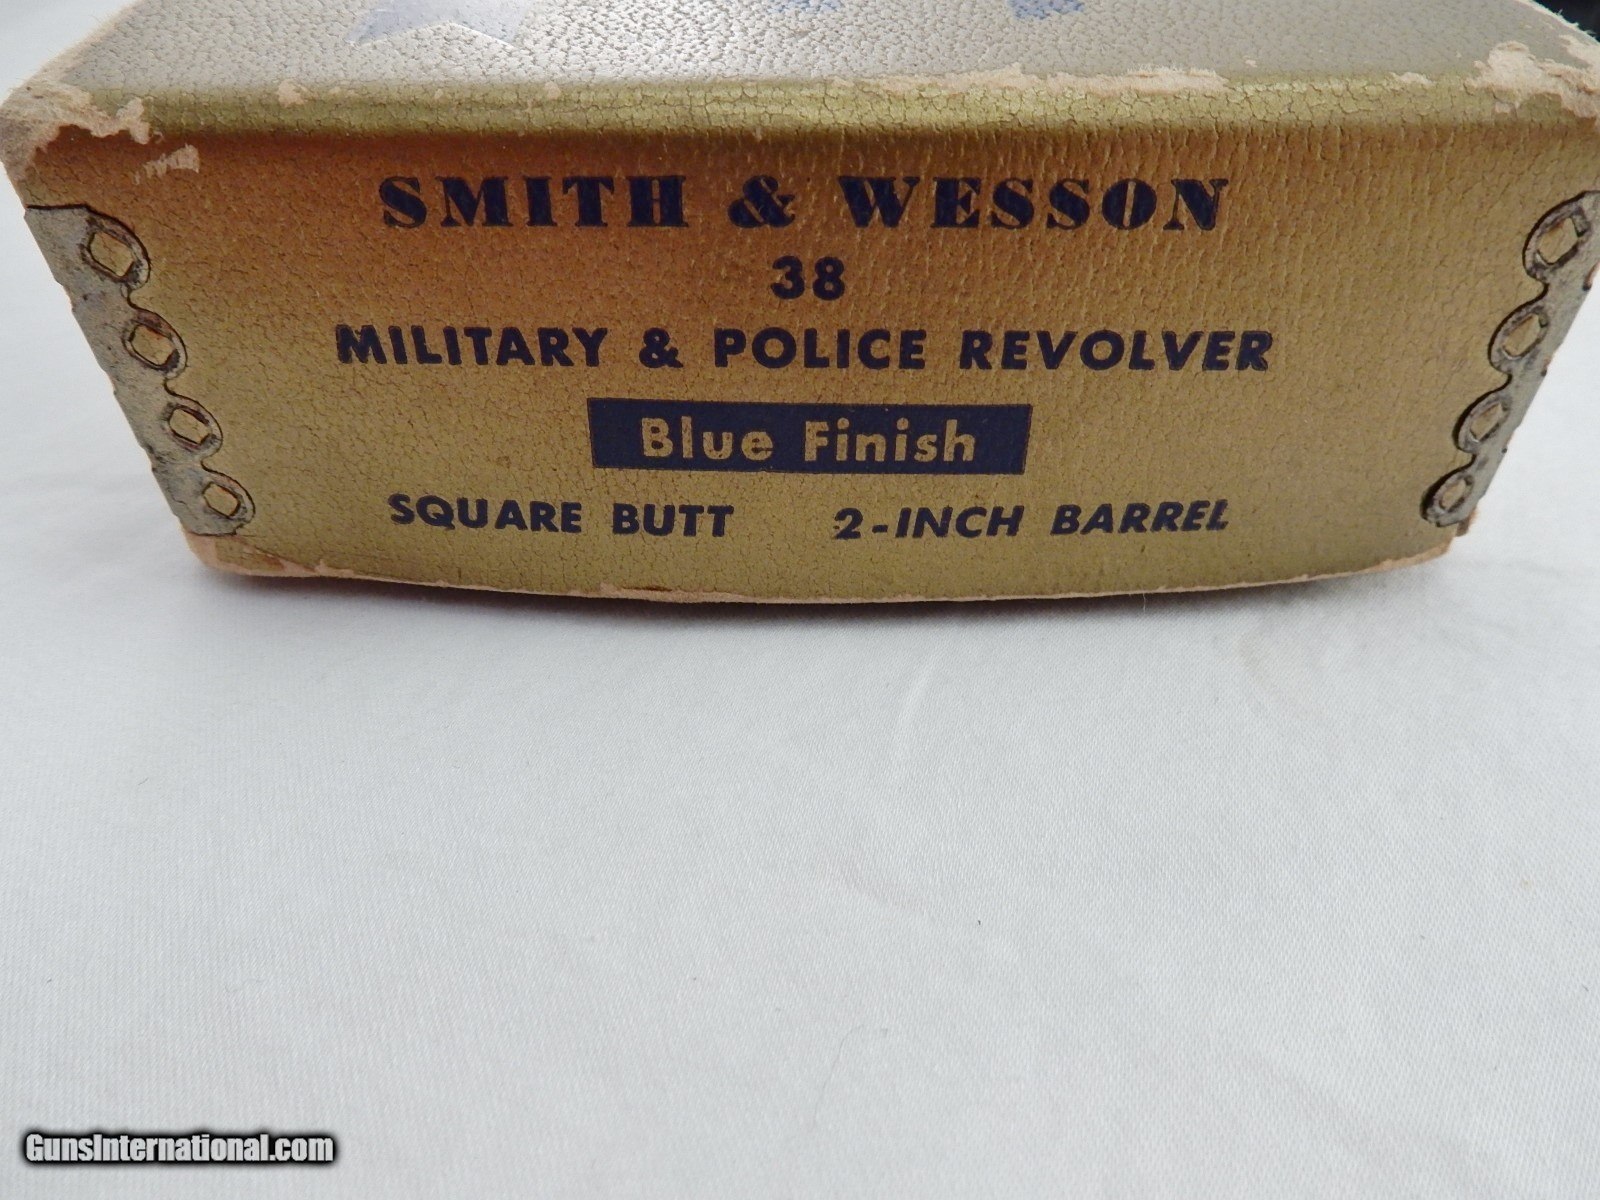 SMITH & WESSON
38
MILITARY & POLICE REVOLVER
Blue Finish
SQUARE BUTT 2-INCH BARREL
GunsInternational.com